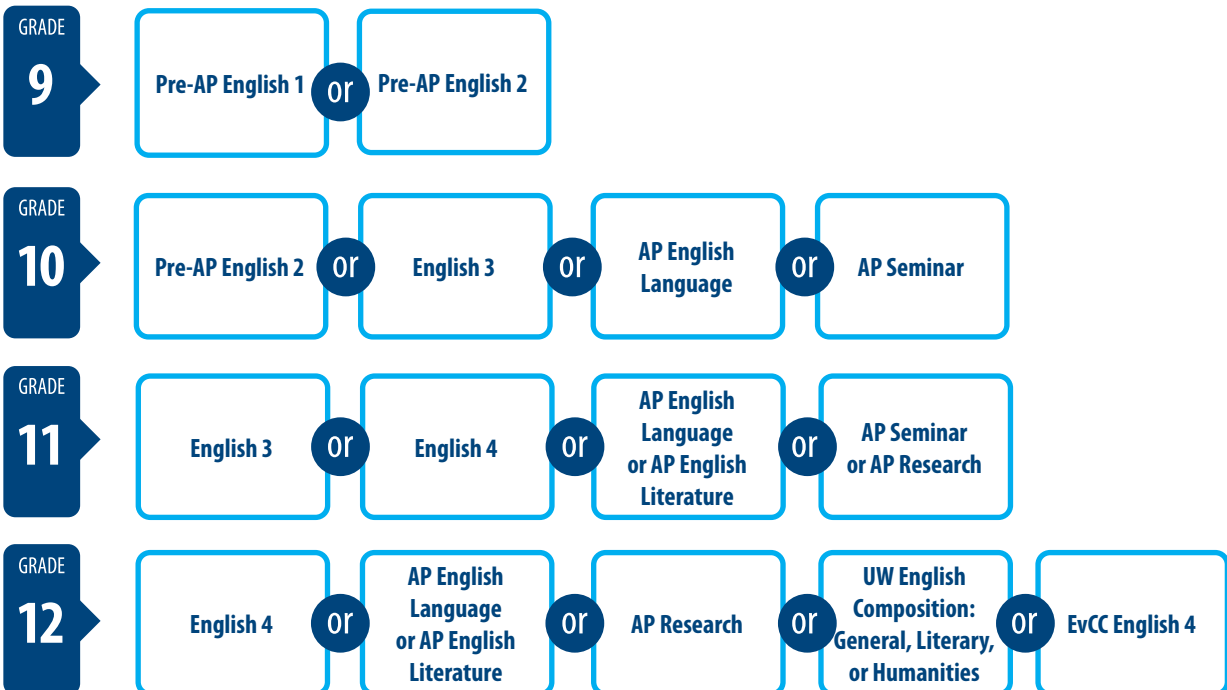 GRADE
9
Pre-AP English 1
or
Pre-AP English 2
GRADE
10
Pre-AP English 2
or
English 3
or
AP English
Language
or
AP Seminar
GRADE
11
English 3
or
English 4
or
AP English
Language
or AP English
Literature
or
AP Seminar
or AP Research
GRADE
12
English 4
or
AP English
Language
or AP English
Literature
or
AP Research
or
UW English
Composition:
General, Literary,
or Humanities
or
EvCC English 4